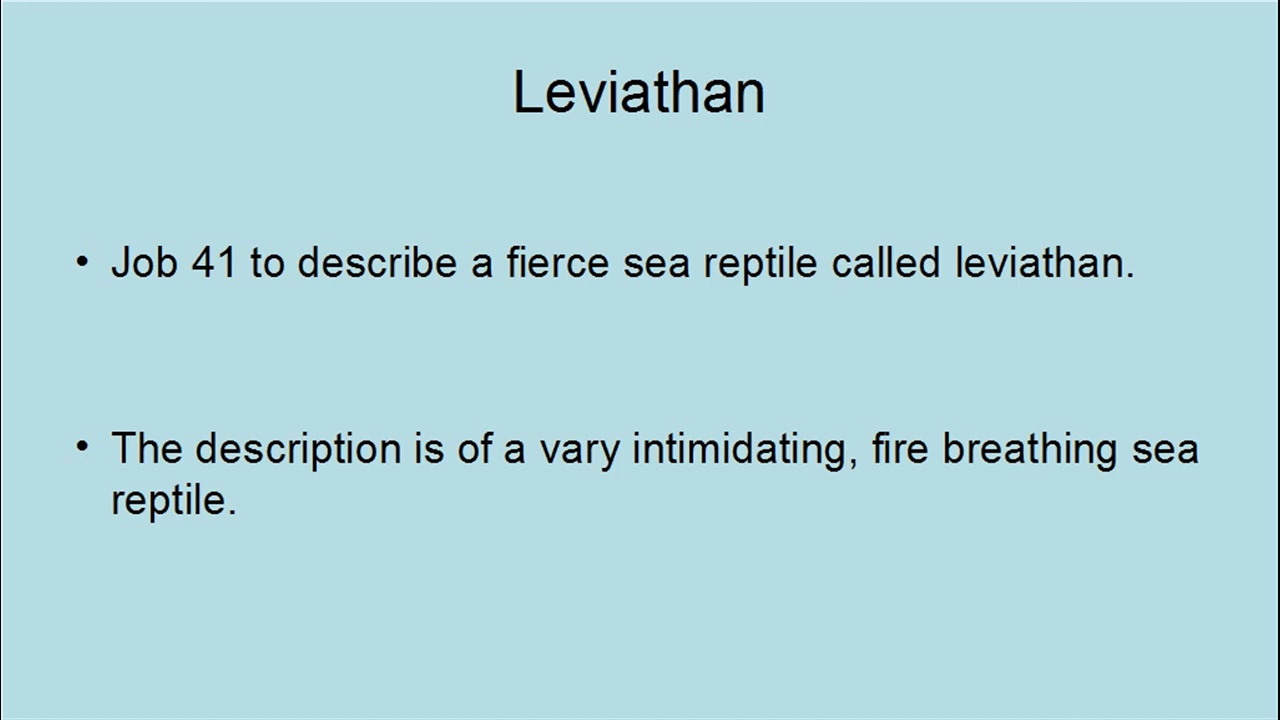 Leviathan
• Job 41 to describe a fierce sea reptile called leviathan.
• The description is of a vary intimidating, fire breathing sea
reptile.